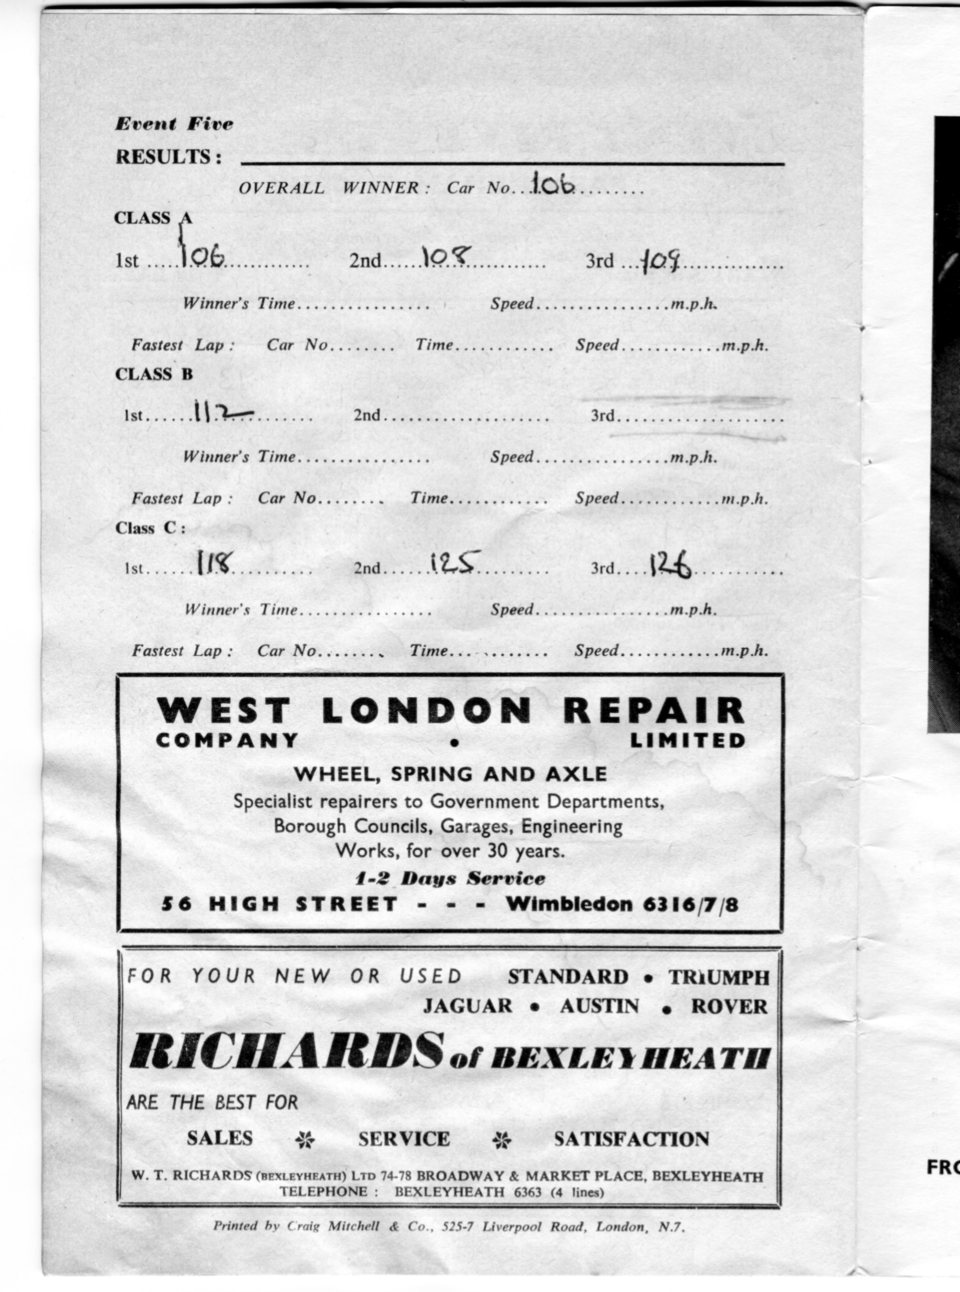 Event Five
RESULTS:
OVERALL WINNER: Car No...106.........
CLASS A
1st .....106............. 2nd......108............ 3rd ...109...............
Winner's Time................ Speed................m.p.h.
Fastest Lap: Car No........ Time............ Speed............m.p.h.
CLASS B
1st......112........... 2nd.................... 3rd....................
Winner's Time................ Speed................m.p.h.
Fastest Lap: Car No........ Time............ Speed............m.p.h.
Class C:
1st......118.......... 2nd......125......... 3rd....126...........
Winner's Time................ Speed................m.p.h.
Fastest Lap: Car No........ Time............ Speed............m.p.h.
WEST LONDON REPAIR
COMPANY • LIMITED
WHEEL, SPRING AND AXLE
Specialist repairers to Government Departments,
Borough Councils, Garages, Engineering
Works, for over 30 years.
1-2 Days Service
56 HIGH STREET - - - Wimbledon 6316/7/8
FOR YOUR NEW OR USED STANDARD • TRIUMPH
JAGUAR • AUSTIN • ROVER
RICHARDS of BEXLEYHEATH
ARE THE BEST FOR
SALES SERVICE SATISFACTION
W. T. RICHARDS (BEXLEYHEATH) LTD 74-78 BROADWAY & MARKET PLACE, BEXLEYHEATH
TELEPHONE: BEXLEYHEATH 6363 (4 lines)
Printed by Craig Mitchell & Co., 525-7 Liverpool Road, London, N.7.